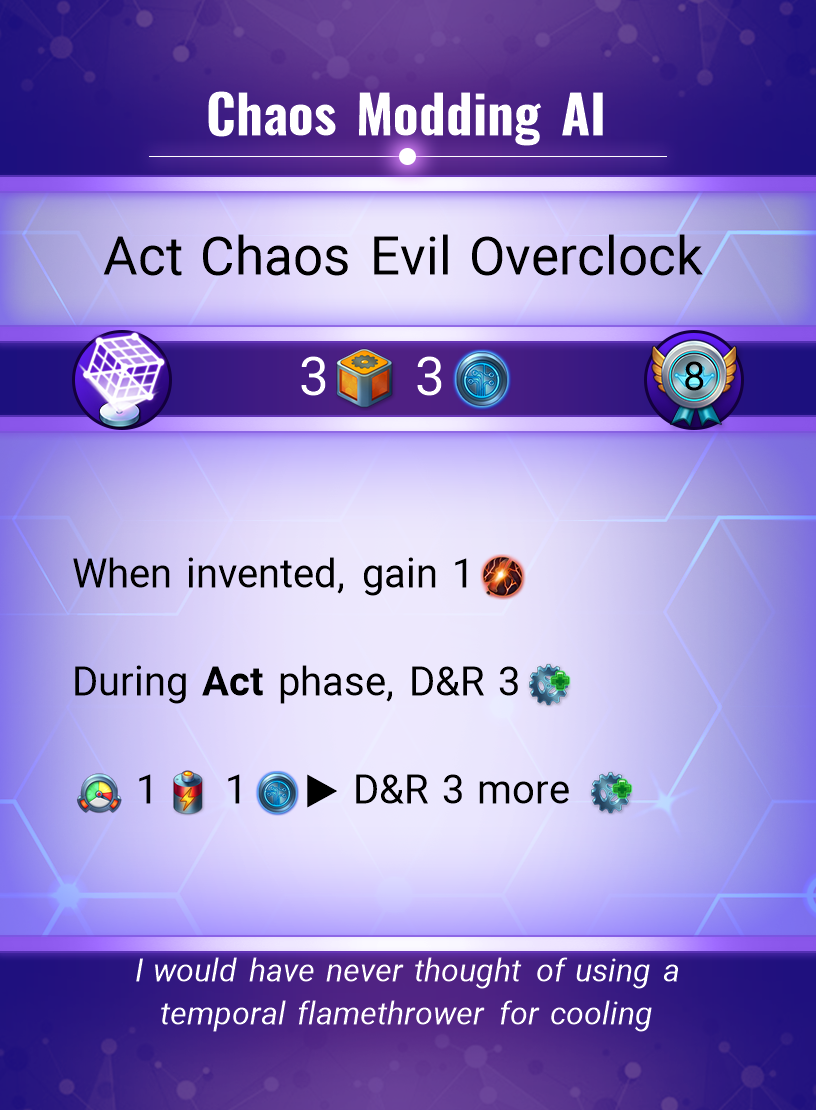 Chaos Modding AI
Act Chaos Evil Overclock
3 3 8
When invented, gain 1
During Act phase, D&R 3
1 1 ▶ D&R 3 more
I would have never thought of using a
temporal flamethrower for cooling